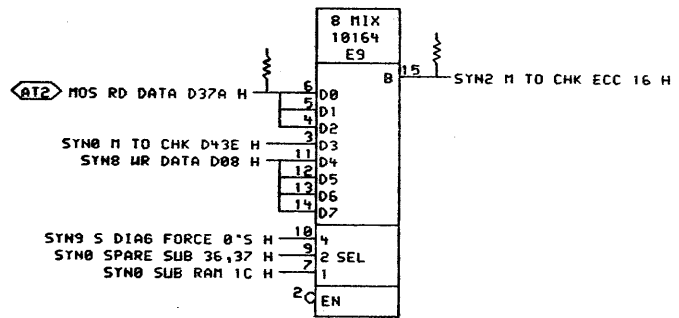 8 MIX
10164
E9
B 15 SYN2 M TO CHK ECC 16 H
AT2 MOS RD DATA D37A H 6 D0
5 D1
4 D2
SYN0 M TO CHK D43E H 3 D3
SYN8 WR DATA D08 H 11 D4
12 D5
13 D6
14 D7
SYN9 S DIAG FORCE 0'S H 10 4
SYN0 SPARE SUB 36,37 H 9 2 SEL
SYN0 SUB RAM 1C H 7 1
2 EN